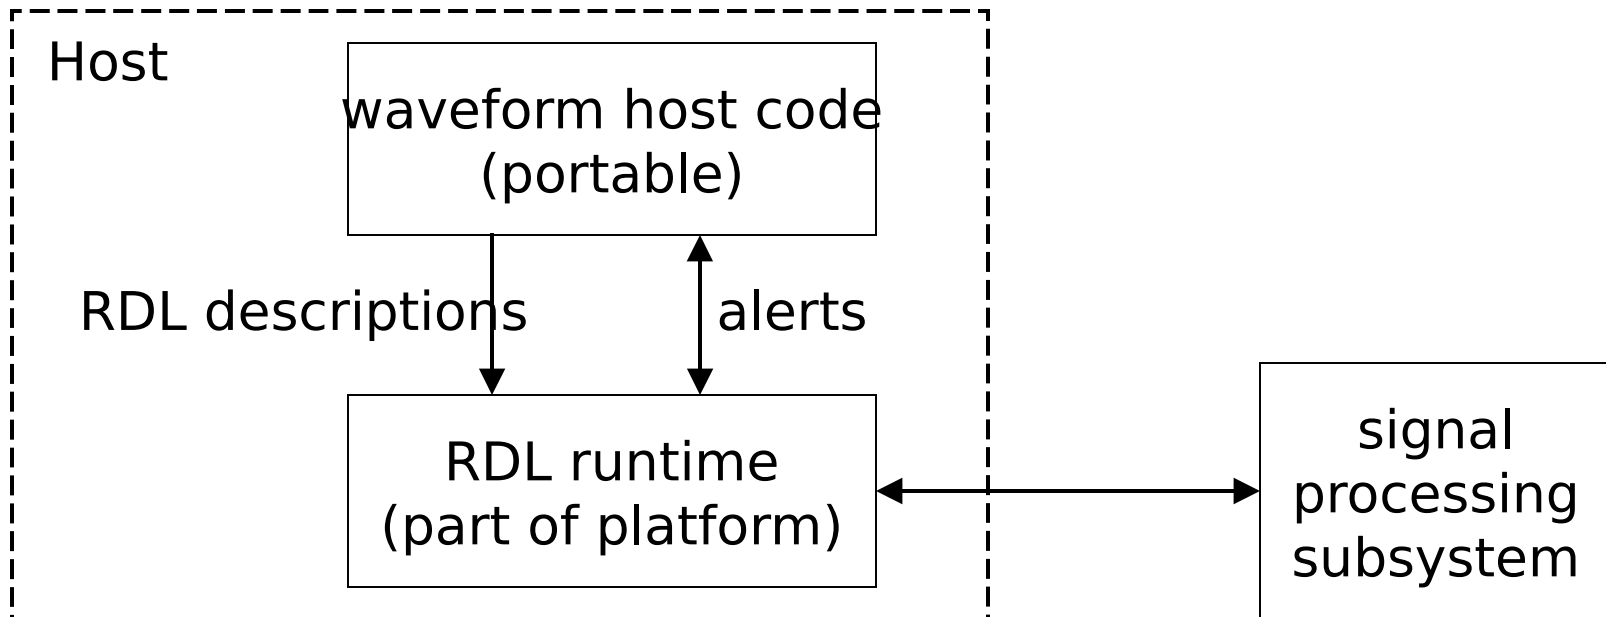 Host
waveform host code
(portable)
RDL descriptions
alerts
RDL runtime
(part of platform)
signal
processing
subsystem